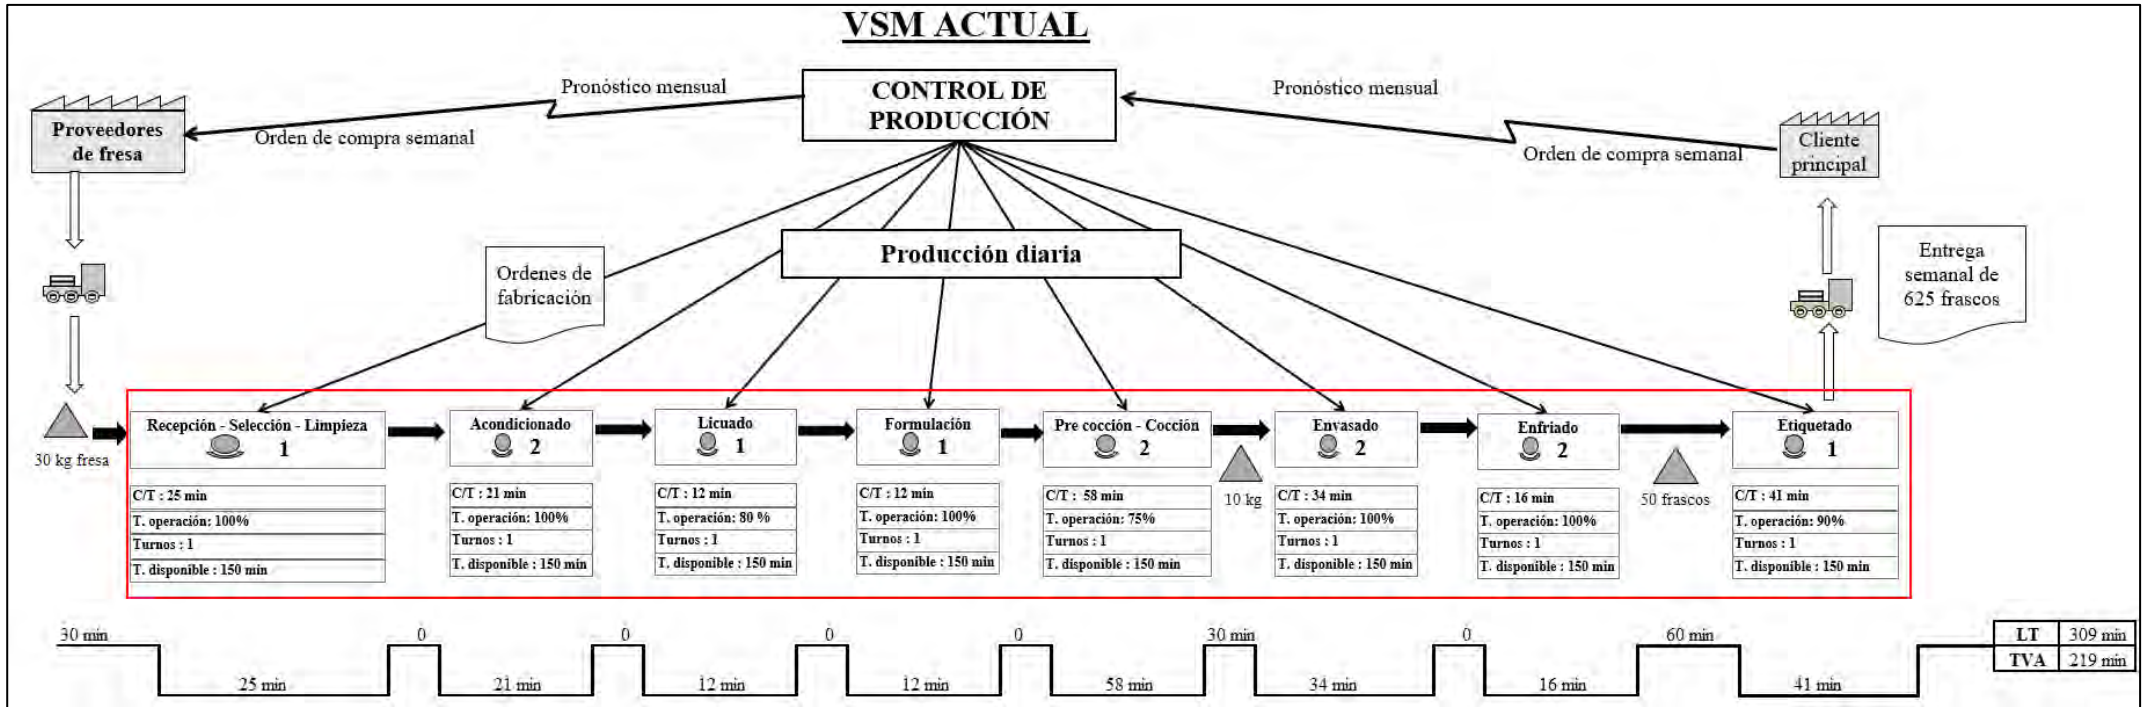 VSM ACTUAL
Pronóstico mensual
CONTROL DE
PRODUCCIÓN
Pronóstico mensual
Proveedores
de fresa
Orden de compra semanal
Orden de compra semanal
Cliente
principal
Ordenes de
fabricación
Producción diaria
Entrega
semanal de
625 frascos
30 kg fresa
Recepción - Selección - Limpieza
1
C/T : 25 min
T. operación: 100%
Turnos : 1
T. disponible : 150 min
Acondicionado
2
C/T : 21 min
T. operación: 100%
Turnos : 1
T. disponible : 150 min
Licuado
1
C/T : 12 min
T. operación: 80 %
Turnos : 1
T. disponible : 150 min
Formulación
1
C/T : 12 min
T. operación: 100%
Turnos : 1
T. disponible : 150 min
Pre cocción - Cocción
2
C/T : 58 min
T. operación: 75%
Turnos : 1
T. disponible : 150 min
10 kg
Envasado
2
C/T : 34 min
T. operación: 100%
Turnos : 1
T. disponible : 150 min
Enfriado
2
C/T : 16 min
T. operación: 100%
Turnos : 1
T. disponible : 150 min
50 frascos
Etiquetado
1
C/T : 41 min
T. operación: 90%
Turnos : 1
T. disponible : 150 min
30 min 0 0 0 0 30 min 0 60 min
25 min 21 min 12 min 12 min 58 min 34 min 16 min 41 min
LT 309 min
TVA 219 min